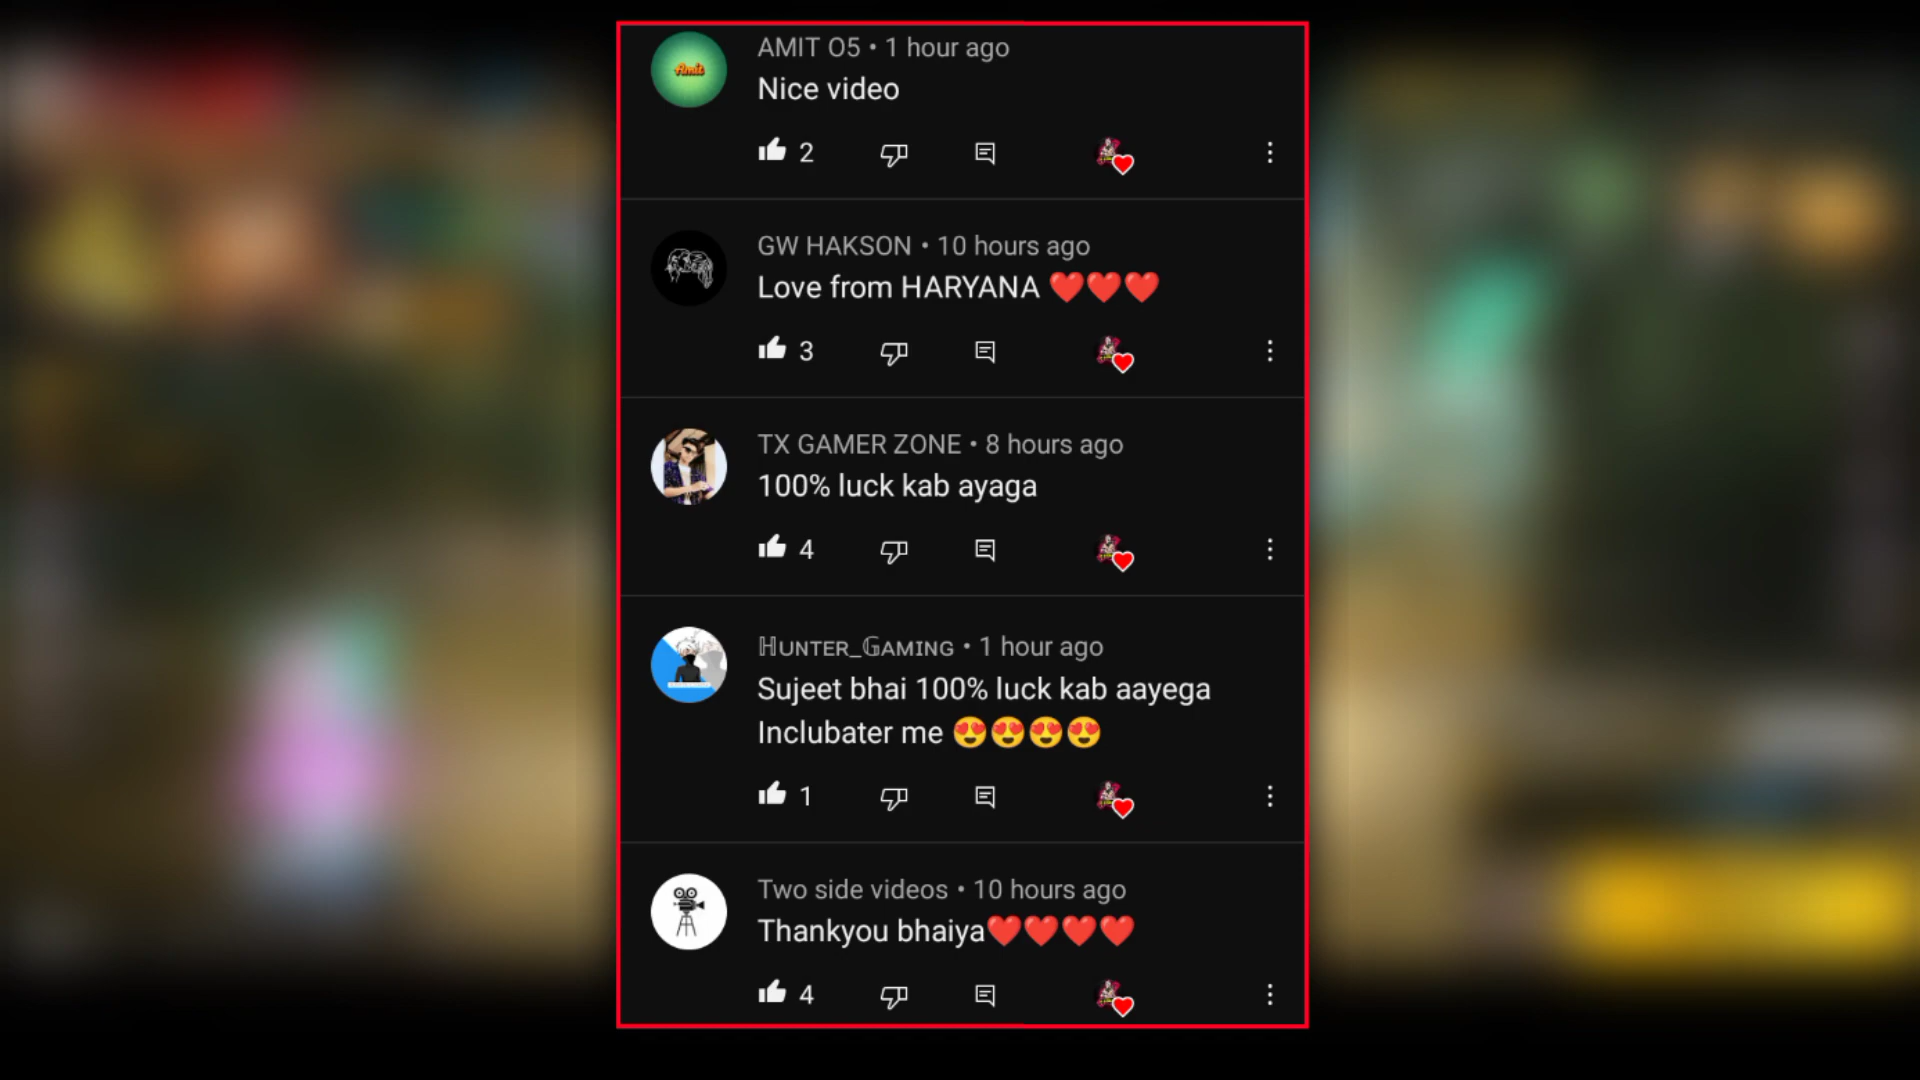 Amit
AMIT O5 • 1 hour ago
Nice video
2
GW HAKSON • 10 hours ago
Love from HARYANA ❤️❤️❤️
3
TX GAMER ZONE • 8 hours ago
100% luck kab ayaga
4
ℍᴜɴᴛᴇʀ_𝔾ᴀᴍɪɴɢ • 1 hour ago
Sujeet bhai 100% luck kab aayega
Inclubater me 😍😍😍😍
1
Two side videos • 10 hours ago
Thankyou bhaiya❤️❤️❤️❤️
4